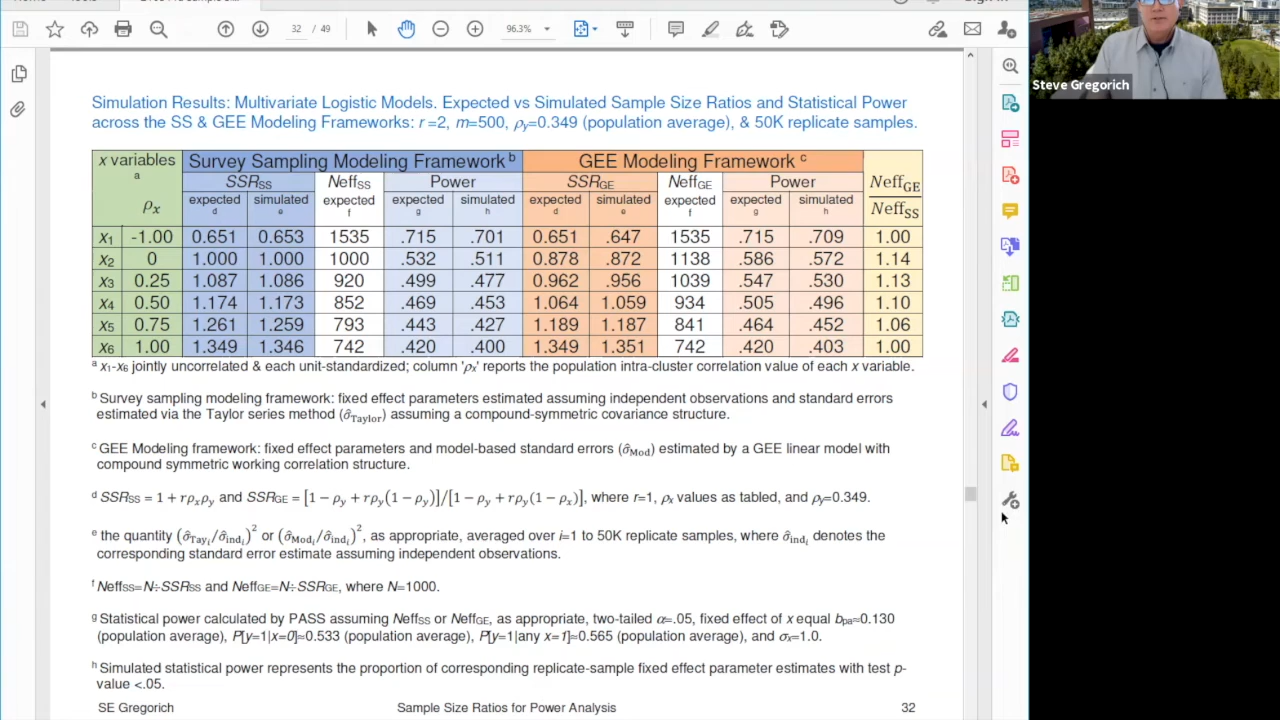 32 / 49
96.3%
Steve Gregorich
Simulation Results: Multivariate Logistic Models. Expected vs Simulated Sample Size Ratios and Statistical Power
across the SS & GEE Modeling Frameworks: r =2, m=500, ρy=0.349 (population average), & 50K replicate samples.
x variables a Survey Sampling Modeling Framework b GEE Modeling Framework c NeffGE / NeffSS
SSRSS NeffSS Power SSRGE NeffGE Power
ρx expected d simulated e expected f expected g simulated h expected d simulated e expected f expected g simulated h
x1 -1.00 0.651 0.653 1535 .715 .701 0.651 .647 1535 .715 .709 1.00
x2 0 1.000 1.000 1000 .532 .511 0.878 .872 1138 .586 .572 1.14
x3 0.25 1.087 1.086 920 .499 .477 0.962 .956 1039 .547 .530 1.13
x4 0.50 1.174 1.173 852 .469 .453 1.064 1.059 934 .505 .496 1.10
x5 0.75 1.261 1.259 793 .443 .427 1.189 1.187 841 .464 .452 1.06
x6 1.00 1.349 1.346 742 .420 .400 1.349 1.351 742 .420 .403 1.00
a x1-x6 jointly uncorrelated & each unit-standardized; column 'ρx' reports the population intra-cluster correlation value of each x variable.
b Survey sampling modeling framework: fixed effect parameters estimated assuming independent observations and standard errors
estimated via the Taylor series method (σ̂Taylor) assuming a compound-symmetric covariance structure.
c GEE Modeling framework: fixed effect parameters and model-based standard errors (σ̂Mod) estimated by a GEE linear model with
compound symmetric working correlation structure.
d SSRSS = 1 + rρxρy and SSRGE = [1 − ρy + rρy(1 − ρy)]/[1 − ρy + rρy(1 − ρx)], where r=1, ρx values as tabled, and ρy=0.349.
e the quantity (σ̂Tayi/σ̂indi)² or (σ̂Modi/σ̂indi)², as appropriate, averaged over i=1 to 50K replicate samples, where σ̂indi denotes the
corresponding standard error estimate assuming independent observations.
f NeffSS=N÷SSRSS and NeffGE=N÷SSRGE, where N=1000.
g Statistical power calculated by PASS assuming NeffSS or NeffGE, as appropriate, two-tailed α=.05, fixed effect of x equal bpa≈0.130
(population average), P[y=1|x=0]≈0.533 (population average), P[y=1|any x=1]≈0.565 (population average), and σx=1.0.
h Simulated statistical power represents the proportion of corresponding replicate-sample fixed effect parameter estimates with test p-
value <.05.
SE Gregorich Sample Size Ratios for Power Analysis 32